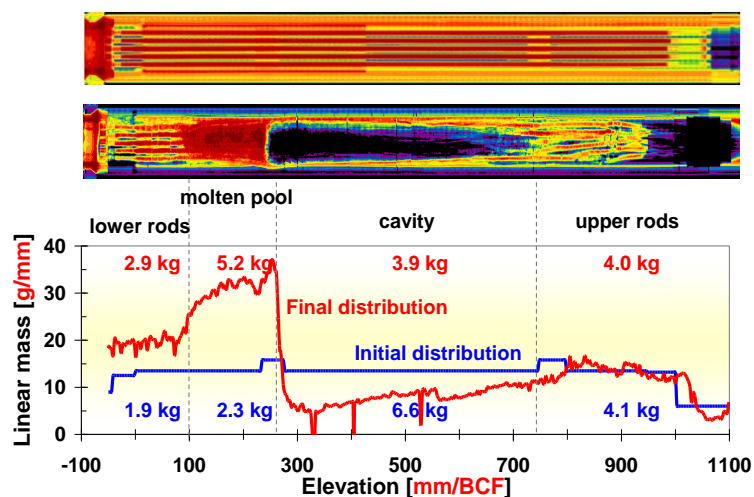 molten pool
lower rods
cavity
upper rods
40
30
20
10
0
Linear mass [g/mm]
2.9 kg
5.2 kg
3.9 kg
4.0 kg
Final distribution
Initial distribution
1.9 kg
2.3 kg
6.6 kg
4.1 kg
-100
100
300
500
700
900
1100
Elevation [mm/BCF]